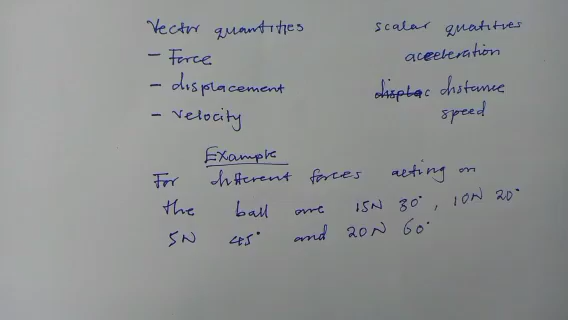 Vector quantities
- Force
- displacement
- velocity
scalar quatities
acceleration
distance
speed
Example
For different forces acting on
the ball are 15N 30°, 10N 20°
5N 45° and 20N 60°